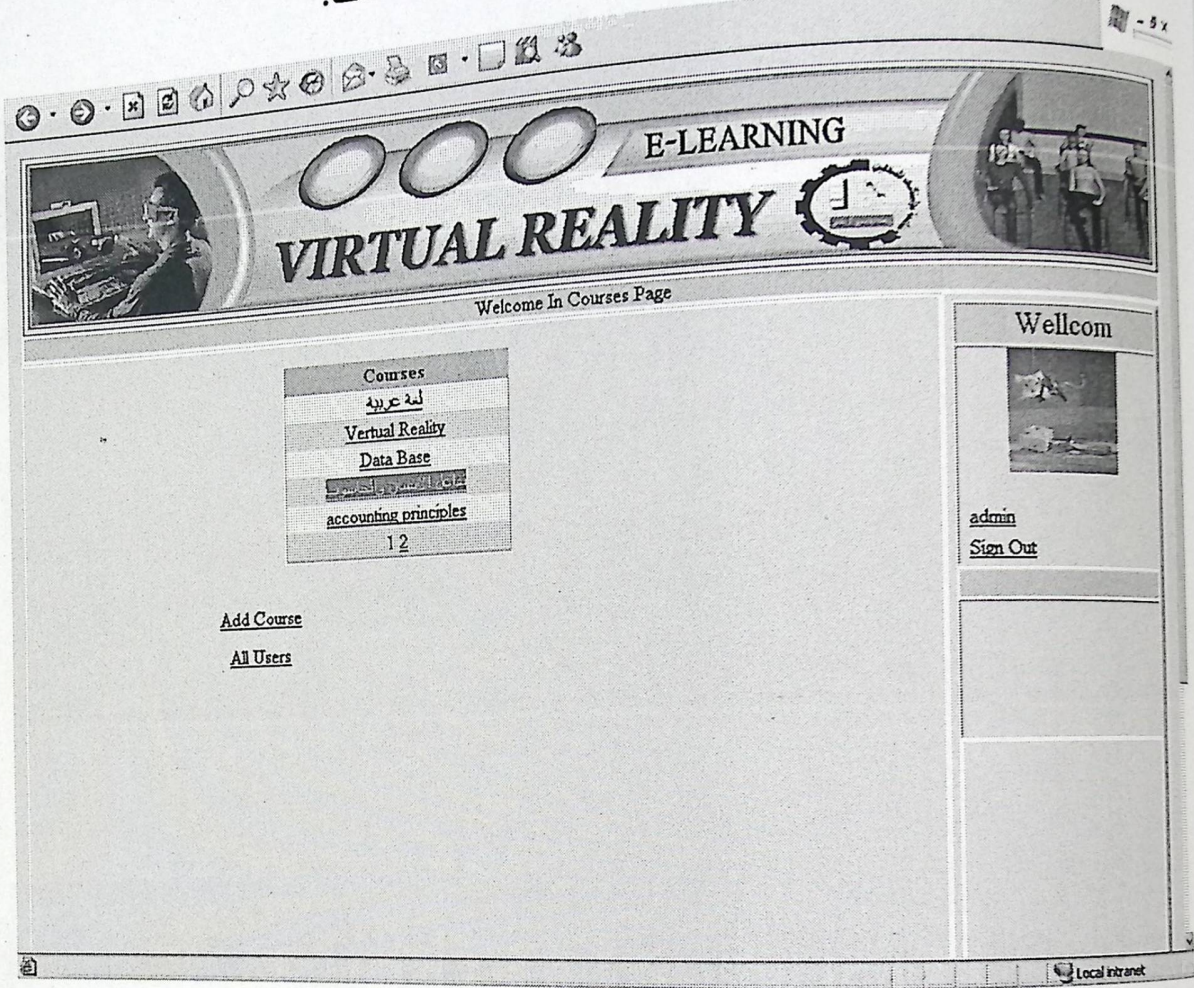 E-LEARNING
VIRTUAL REALITY
Welcome In Courses Page
Wellcom
Courses
لغة عربية
Vertual Reality
Data Base
accounting principles
1 2
admin
Sign Out
Add Course
All Users
Local intranet